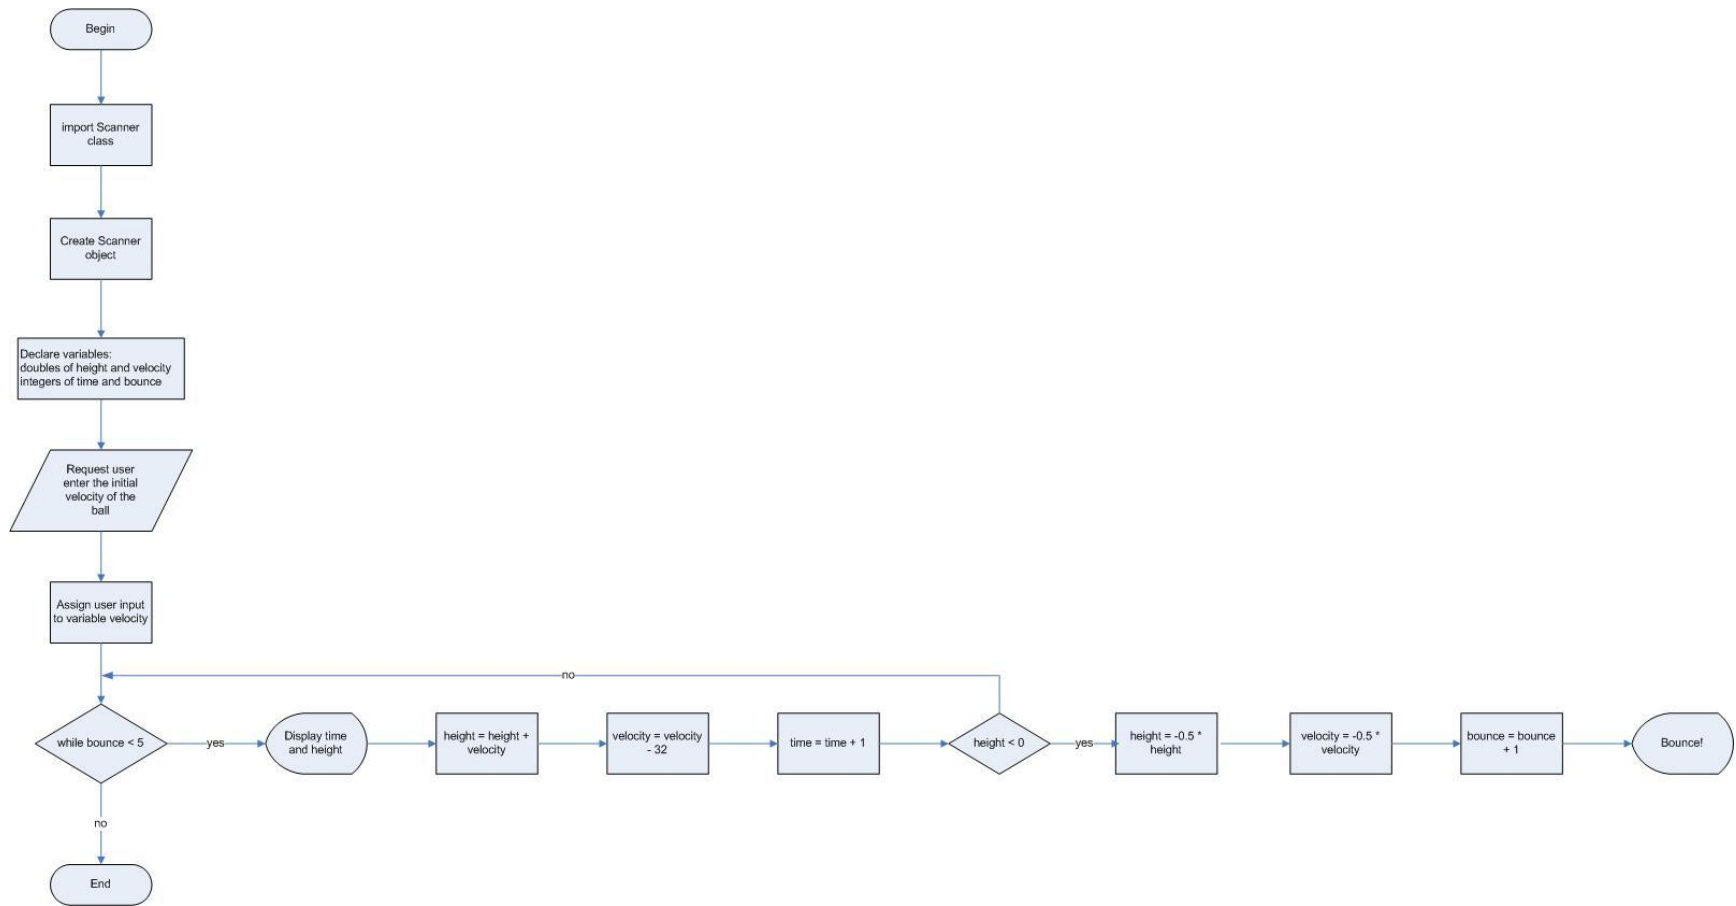 Begin
import Scanner
class
Create Scanner
object
Declare variables:
doubles of height and velocity
integers of time and bounce
Request user
enter the initial
velocity of the
ball
Assign user input
to variable velocity
no
while bounce < 5
yes
Display time
and height
height = height +
velocity
velocity = velocity
- 32
time = time + 1
height < 0
yes
height = -0.5 *
height
velocity = -0.5 *
velocity
bounce = bounce
+ 1
Bounce!
no
End